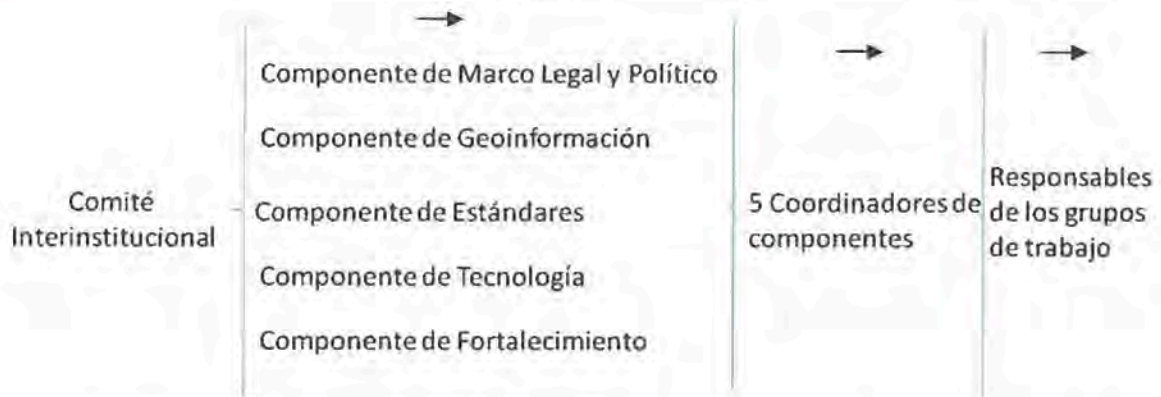 Comité
Interinstitucional
Componente de Marco Legal y Político
Componente de Geoinformación
Componente de Estándares
Componente de Tecnología
Componente de Fortalecimiento
5 Coordinadores de
componentes
Responsables
de los grupos
de trabajo